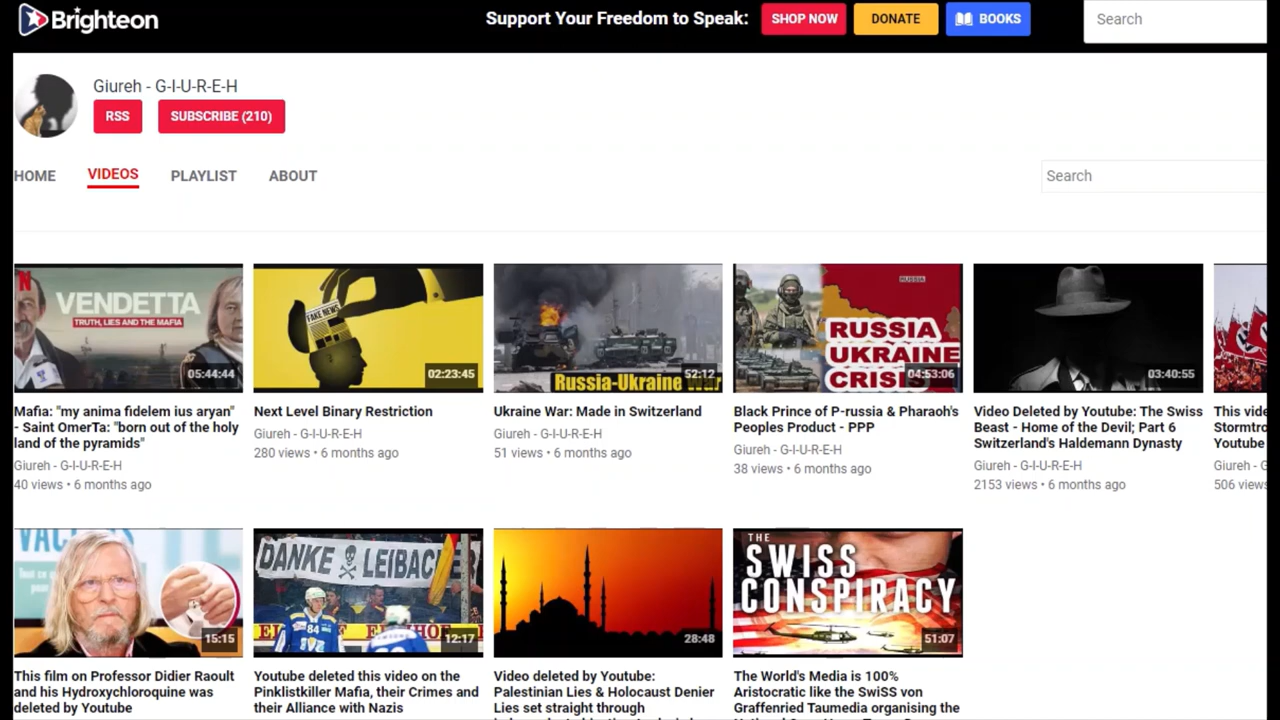 Brighteon
Support Your Freedom to Speak:
SHOP NOW
DONATE
BOOKS
Search
Giureh - G-I-U-R-E-H
RSS
SUBSCRIBE (210)
HOME
VIDEOS
PLAYLIST
ABOUT
Search
N
VENDETTA
TRUTH, LIES AND THE MAFIA
05:44:44
FAKE NEWS
02:23:45
Russia-Ukraine War
52:12
RUSSIA
RUSSIA
UKRAINE
CRISIS
04:53:06
03:40:55
Mafia: "my anima fidelem ius aryan"
- Saint OmerTa: "born out of the holy
land of the pyramids"
Giureh - G-I-U-R-E-H
40 views • 6 months ago
Next Level Binary Restriction
Giureh - G-I-U-R-E-H
280 views • 6 months ago
Ukraine War: Made in Switzerland
Giureh - G-I-U-R-E-H
51 views • 6 months ago
Black Prince of P-russia & Pharaoh's
Peoples Product - PPP
Giureh - G-I-U-R-E-H
38 views • 6 months ago
Video Deleted by Youtube: The Swiss
Beast - Home of the Devil; Part 6
Switzerland's Haldemann Dynasty
Giureh - G-I-U-R-E-H
2153 views • 6 months ago
This vide
Stormtro
Youtube
Giureh - G
506 views
15:15
DANKE LEIBACHER
12:17
28:48
THE
SWISS
CONSPIRACY
51:07
This film on Professor Didier Raoult
and his Hydroxychloroquine was
deleted by Youtube
Youtube deleted this video on the
Pinklistkiller Mafia, their Crimes and
their Alliance with Nazis
Video deleted by Youtube:
Palestinian Lies & Holocaust Denier
Lies set straight through
The World's Media is 100%
Aristocratic like the SwiSS von
Graffenried Taumedia organising the